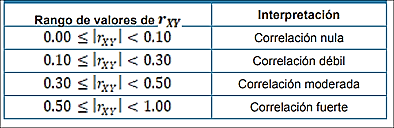 Rango de valores de r_XY Interpretación
0.00 ≤ |r_XY| < 0.10 Correlación nula
0.10 ≤ |r_XY| < 0.30 Correlación débil
0.30 ≤ |r_XY| < 0.50 Correlación moderada
0.50 ≤ |r_XY| < 1.00 Correlación fuerte